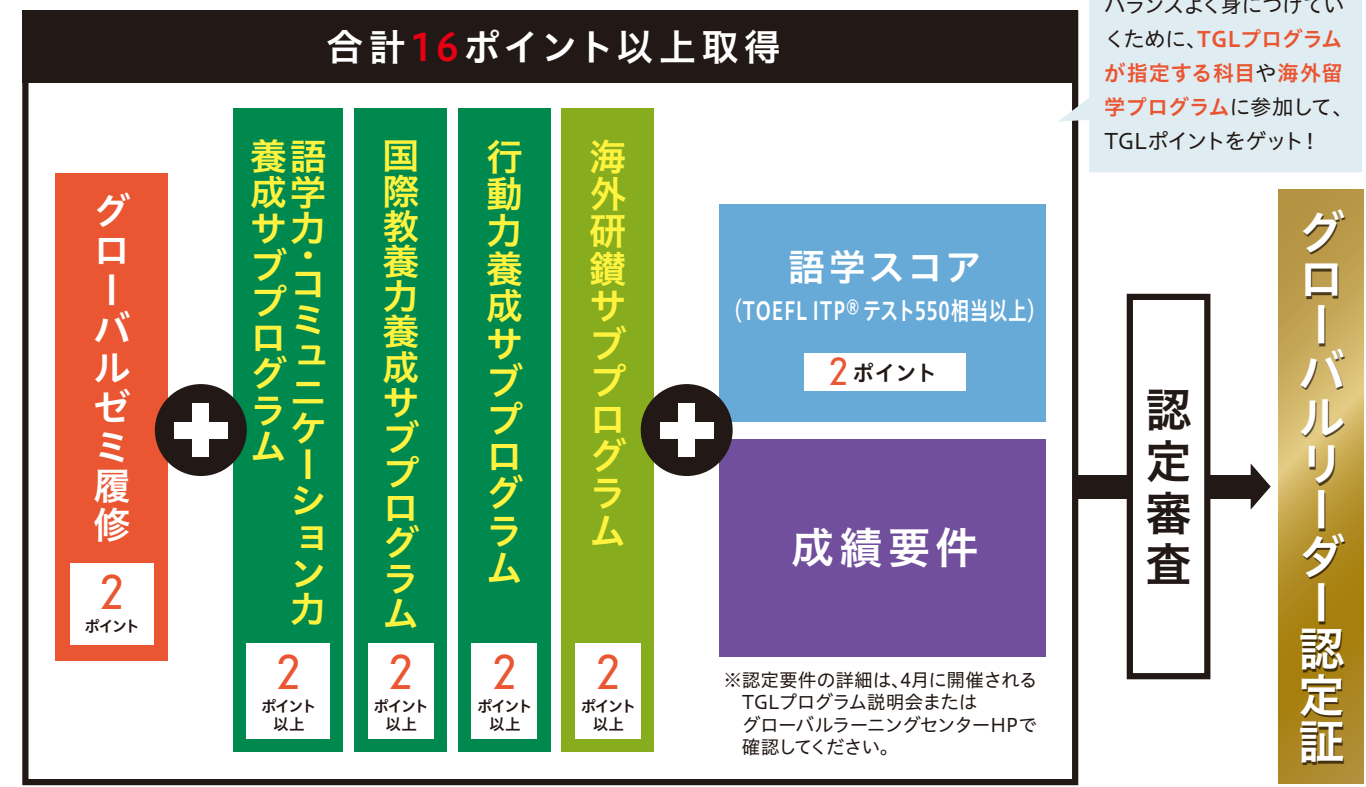 バランスよく身につけてい
くために、TGLプログラム
が指定する科目や海外留
学プログラムに参加して、
TGLポイントをゲット!
合計16ポイント以上取得
グローバルゼミ履修
2
ポイント
語学力・コミュニケーション力
養成サブプログラム
2
ポイント
以上
国際教養力養成サブプログラム
2
ポイント
以上
行動力養成サブプログラム
2
ポイント
以上
海外研鑚サブプログラム
2
ポイント
以上
語学スコア
(TOEFL ITP® テスト550相当以上)
2 ポイント
成績要件
※認定要件の詳細は、4月に開催される
TGLプログラム説明会または
グローバルラーニングセンターHPで
確認してください。
認定審査
グローバルリーダー認定証